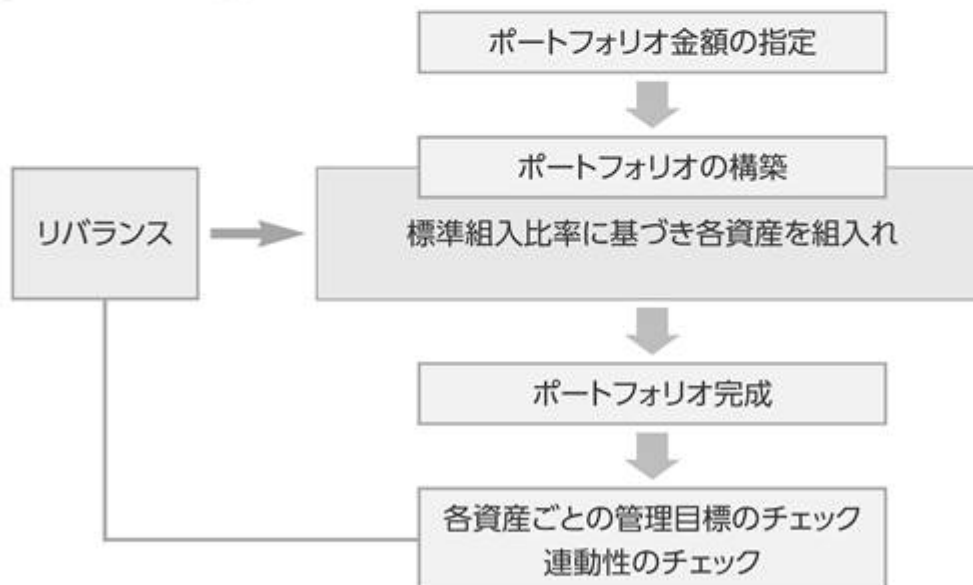 ポートフォリオ金額の指定
ポートフォリオの構築
リバランス
標準組入比率に基づき各資産を組入れ
ポートフォリオ完成
各資産ごとの管理目標のチェック
連動性のチェック